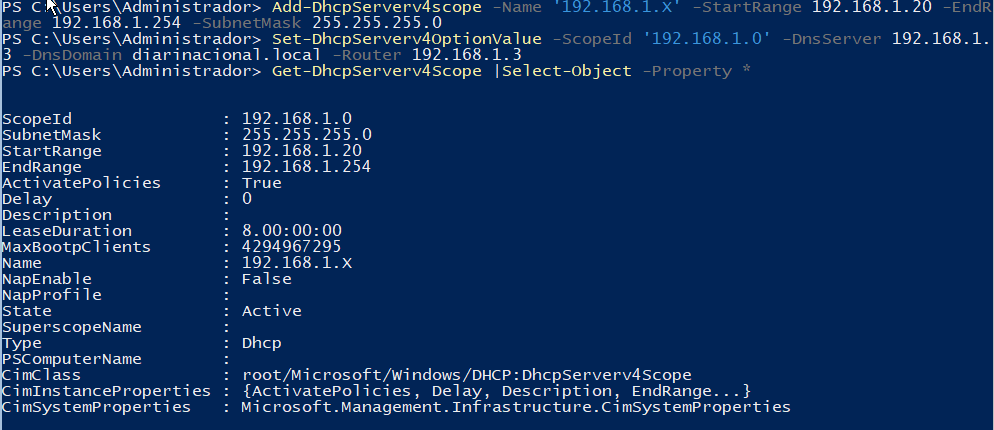 PS C:\Users\Administrador> Add-DhcpServerv4scope -Name '192.168.1.X' -StartRange 192.168.1.20 -EndR
ange 192.168.1.254 -SubnetMask 255.255.255.0
PS C:\Users\Administrador> Set-DhcpServerv4OptionValue -ScopeId '192.168.1.0' -DnsServer 192.168.1.
3 -DnsDomain diarinacional.local -Router 192.168.1.3
PS C:\Users\Administrador> Get-DhcpServerv4Scope |Select-Object -Property *
ScopeId : 192.168.1.0
SubnetMask : 255.255.255.0
StartRange : 192.168.1.20
EndRange : 192.168.1.254
ActivatePolicies : True
Delay : 0
Description :
LeaseDuration : 8.00:00:00
MaxBootpClients : 4294967295
Name : 192.168.1.X
NapEnable : False
NapProfile :
State : Active
SuperscopeName :
Type : Dhcp
PSComputerName :
CimClass : root/Microsoft/Windows/DHCP:DhcpServerv4Scope
CimInstanceProperties : {ActivatePolicies, Delay, Description, EndRange...}
CimSystemProperties : Microsoft.Management.Infrastructure.CimSystemProperties